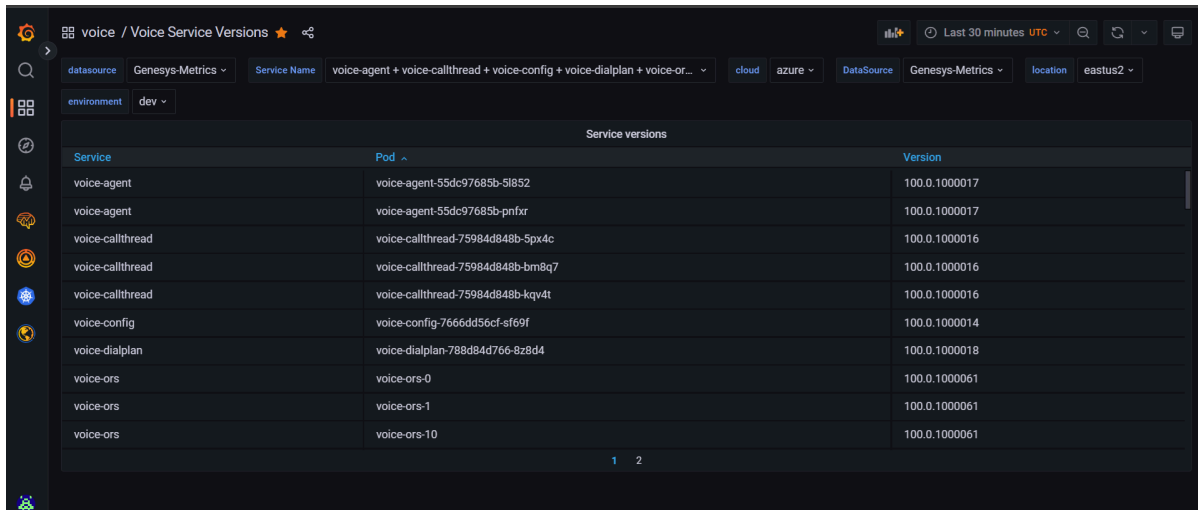 voice / Voice Service Versions
Last 30 minutes UTC
datasource Genesys-Metrics Service Name voice-agent + voice-callthread + voice-config + voice-dialplan + voice-or... cloud azure DataSource Genesys-Metrics location eastus2
environment dev
Service versions
Service Pod Version
voice-agent voice-agent-55dc97685b-5l852 100.0.1000017
voice-agent voice-agent-55dc97685b-pnfxr 100.0.1000017
voice-callthread voice-callthread-75984d848b-5px4c 100.0.1000016
voice-callthread voice-callthread-75984d848b-bm8q7 100.0.1000016
voice-callthread voice-callthread-75984d848b-kqv4t 100.0.1000016
voice-config voice-config-7666dd56cf-sf69f 100.0.1000014
voice-dialplan voice-dialplan-788d84d766-8z8d4 100.0.1000018
voice-ors voice-ors-0 100.0.1000061
voice-ors voice-ors-1 100.0.1000061
voice-ors voice-ors-10 100.0.1000061
1 2